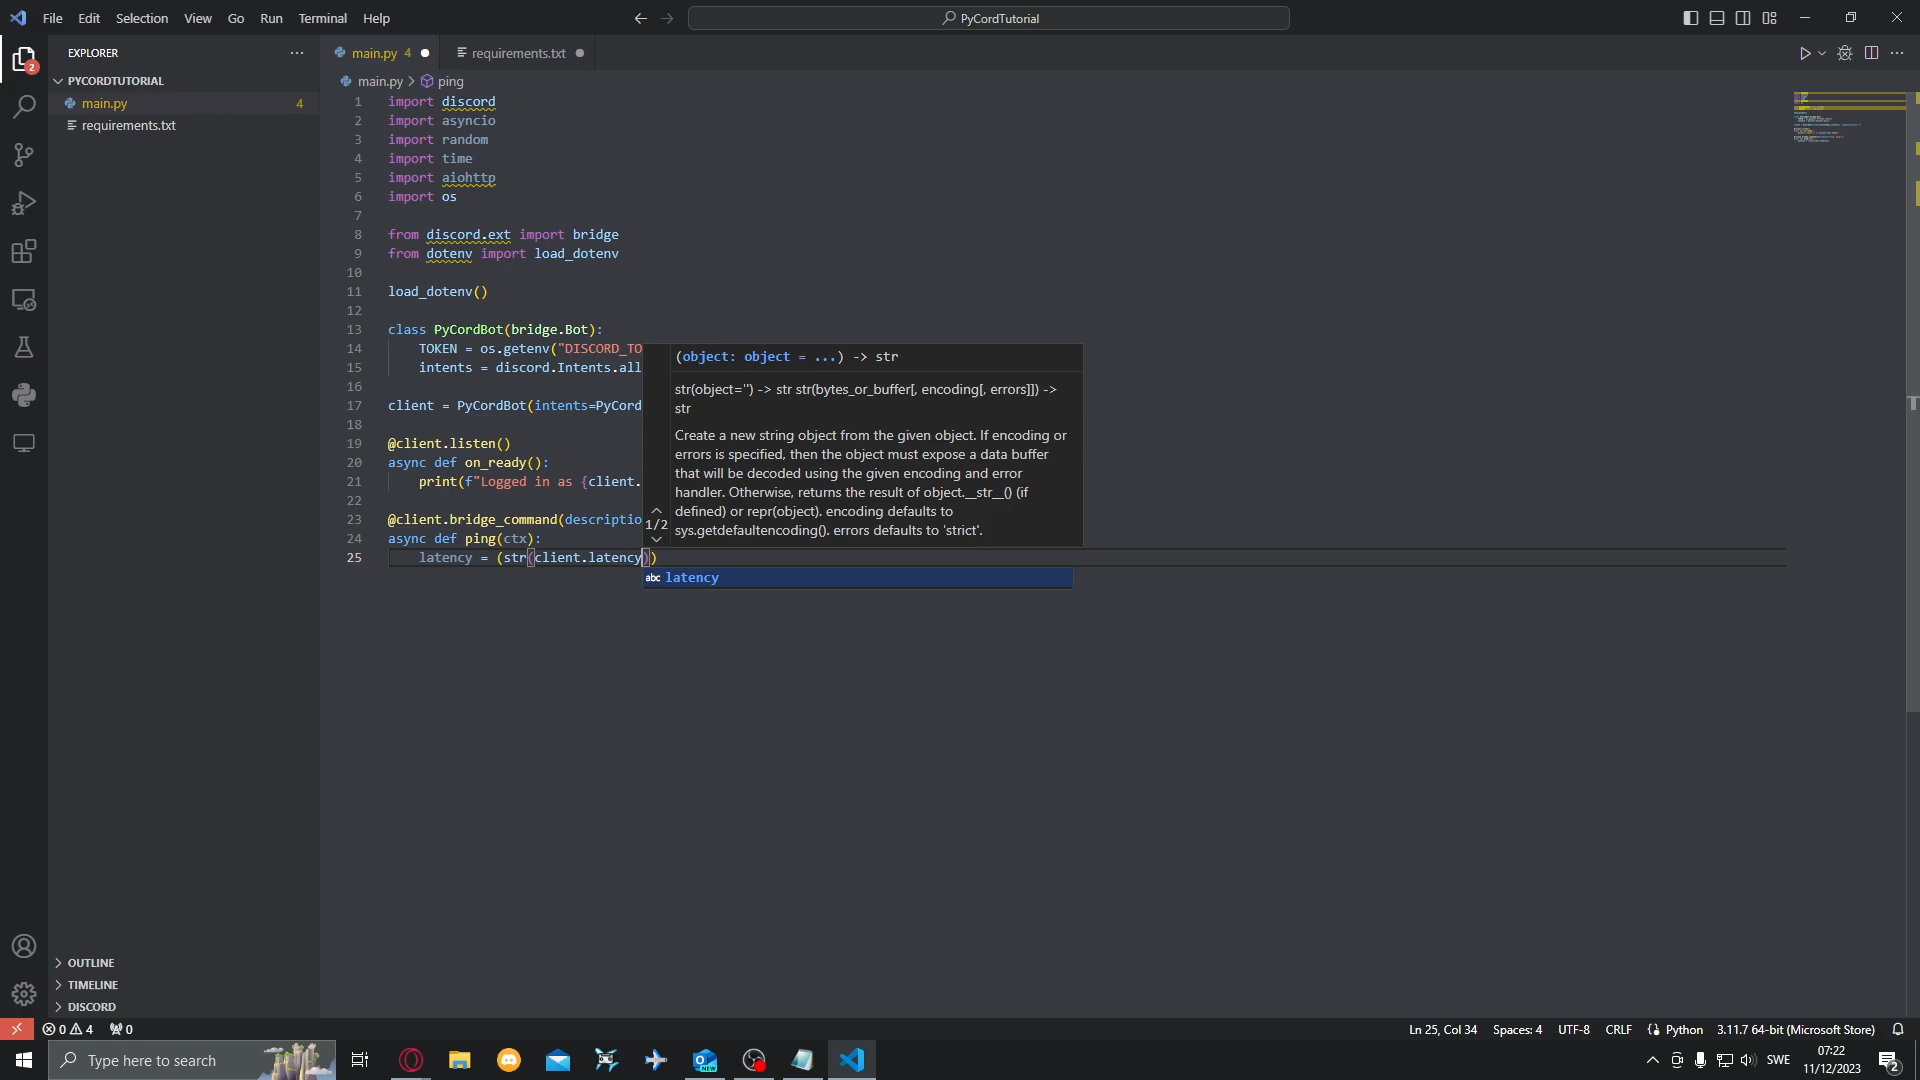 File Edit Selection View Go Run Terminal Help
PyCordTutorial
EXPLORER
PYCORDTUTORIAL
main.py 4
requirements.txt
OUTLINE
TIMELINE
DISCORD
main.py 4
requirements.txt
main.py > ping
1 import discord
2 import asyncio
3 import random
4 import time
5 import aiohttp
6 import os
7
8 from discord.ext import bridge
9 from dotenv import load_dotenv
10
11 load_dotenv()
12
13 class PyCordBot(bridge.Bot):
14 TOKEN = os.getenv("DISCORD_TO
15 intents = discord.Intents.all
16
17 client = PyCordBot(intents=PyCord
18
19 @client.listen()
20 async def on_ready():
21 print(f"Logged in as {client.
22
23 @client.bridge_command(descriptio
24 async def ping(ctx):
25 latency = (str(client.latency))
(object: object = ...) -> str
str(object='') -> str str(bytes_or_buffer[, encoding[, errors]]) ->
str
Create a new string object from the given object. If encoding or
errors is specified, then the object must expose a data buffer
that will be decoded using the given encoding and error
handler. Otherwise, returns the result of object.__str__() (if
defined) or repr(object). encoding defaults to
sys.getdefaultencoding(). errors defaults to 'strict'.
1/2
abc latency
2
0 4 0
Ln 25, Col 34 Spaces: 4 UTF-8 CRLF Python 3.11.7 64-bit (Microsoft Store)
Type here to search
NEW
SWE
07:22
11/12/2023
2